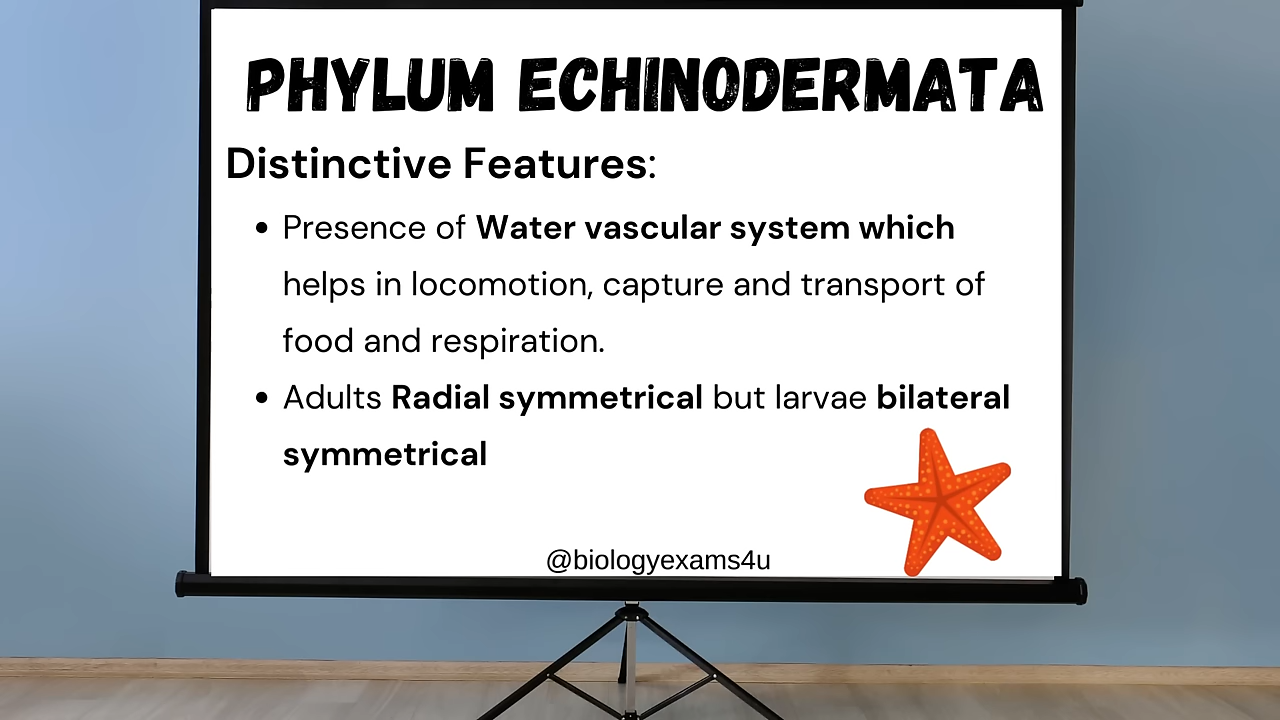 PHYLUM ECHINODERMATA
Distinctive Features:
• Presence of Water vascular system which
helps in locomotion, capture and transport of
food and respiration.
• Adults Radial symmetrical but larvae bilateral
symmetrical
@biologyexams4u